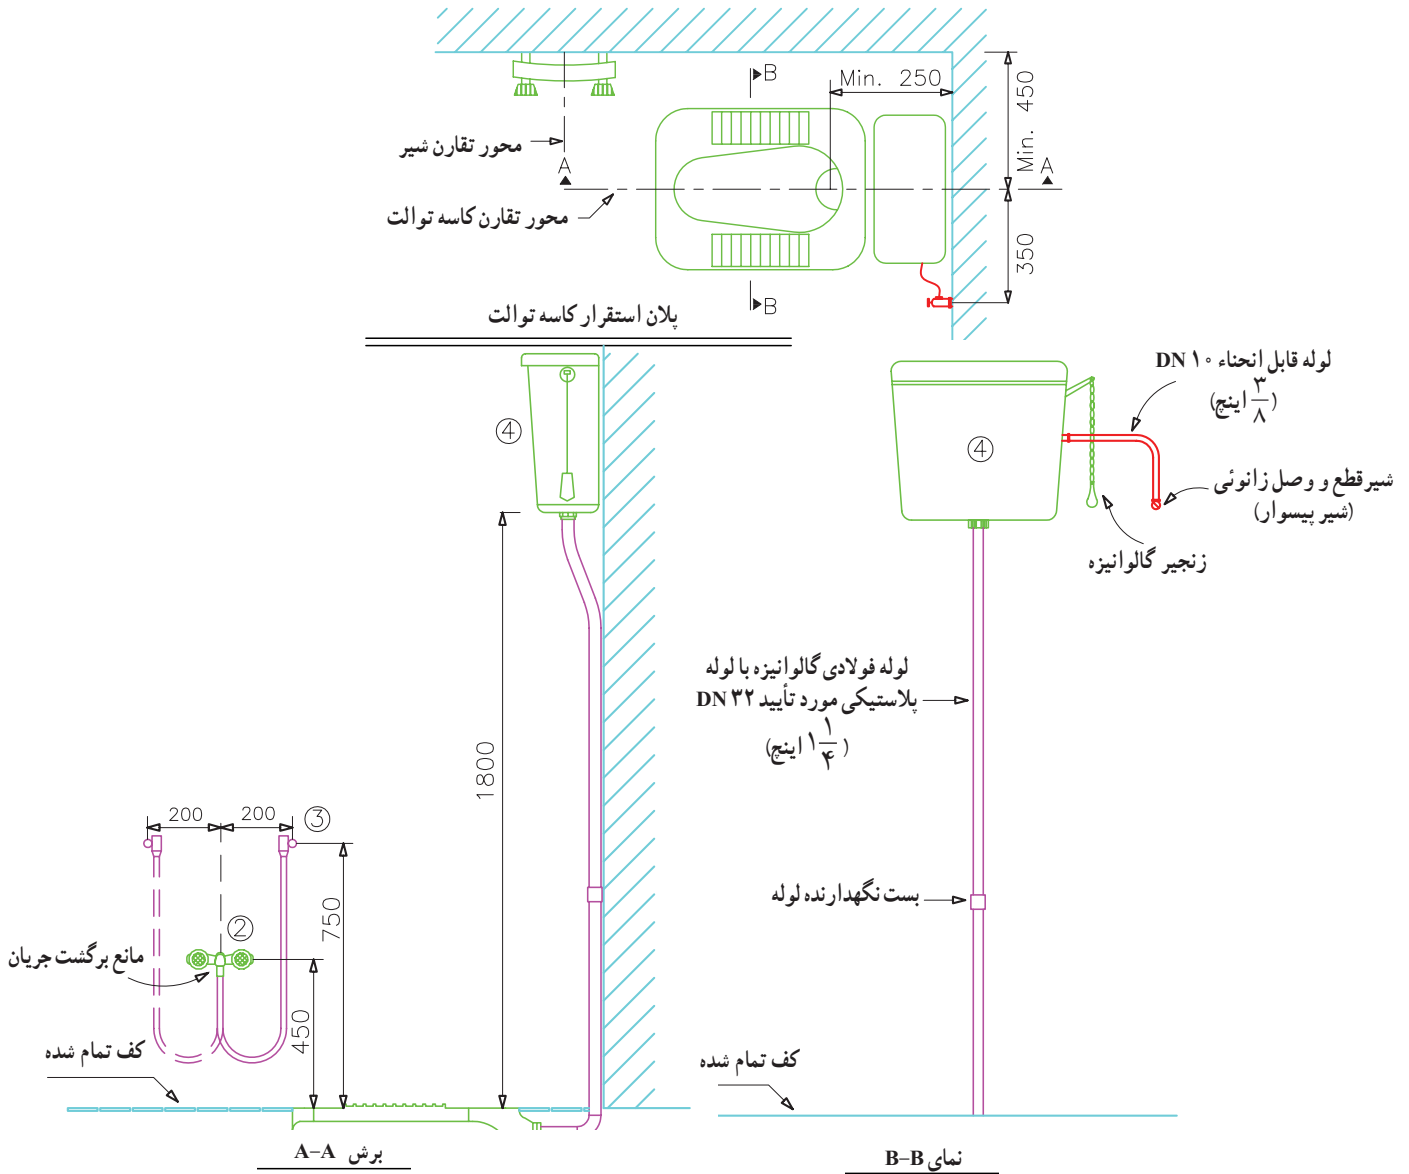 B
Min. 250
Min. 450
محور تقارن شیر
A
A
محور تقارن کاسه توالت
350
B
پلان استقرار کاسه توالت
لوله قابل انحناء DN ۱۰
(۳/۸ اینچ)
④
④
شیرقطع و وصل زانوئی
(شیر پیسوار)
زنجیر گالوانیزه
لوله فولادی گالوانیزه با لوله
پلاستیکی مورد تأیید DN ۳۲
(۱ ۱/۴ اینچ)
1800
200
200
③
بست نگهدارنده لوله
750
②
مانع برگشت جریان
450
کف تمام شده
کف تمام شده
برش A–A
نمای B–B